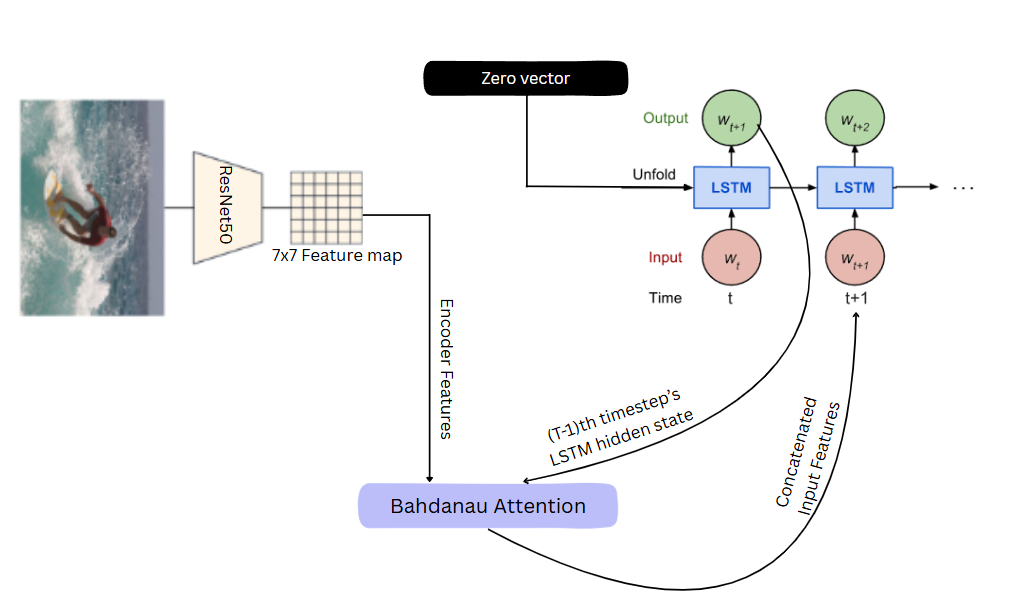 Zero vector
Output
w_{t+1}
w_{t+2}
ResNet50
Unfold
LSTM
LSTM
...
7x7 Feature map
Input
w_t
w_{t+1}
Time
t
t+1
Encoder Features
(T-1)th timestep's
LSTM hidden state
Concatenated
Input Features
Bahdanau Attention